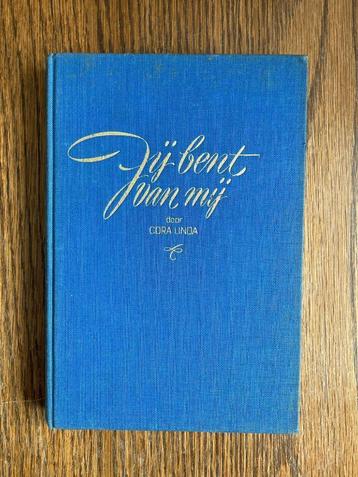 Jij bent
van mij
door
CORA LINDA